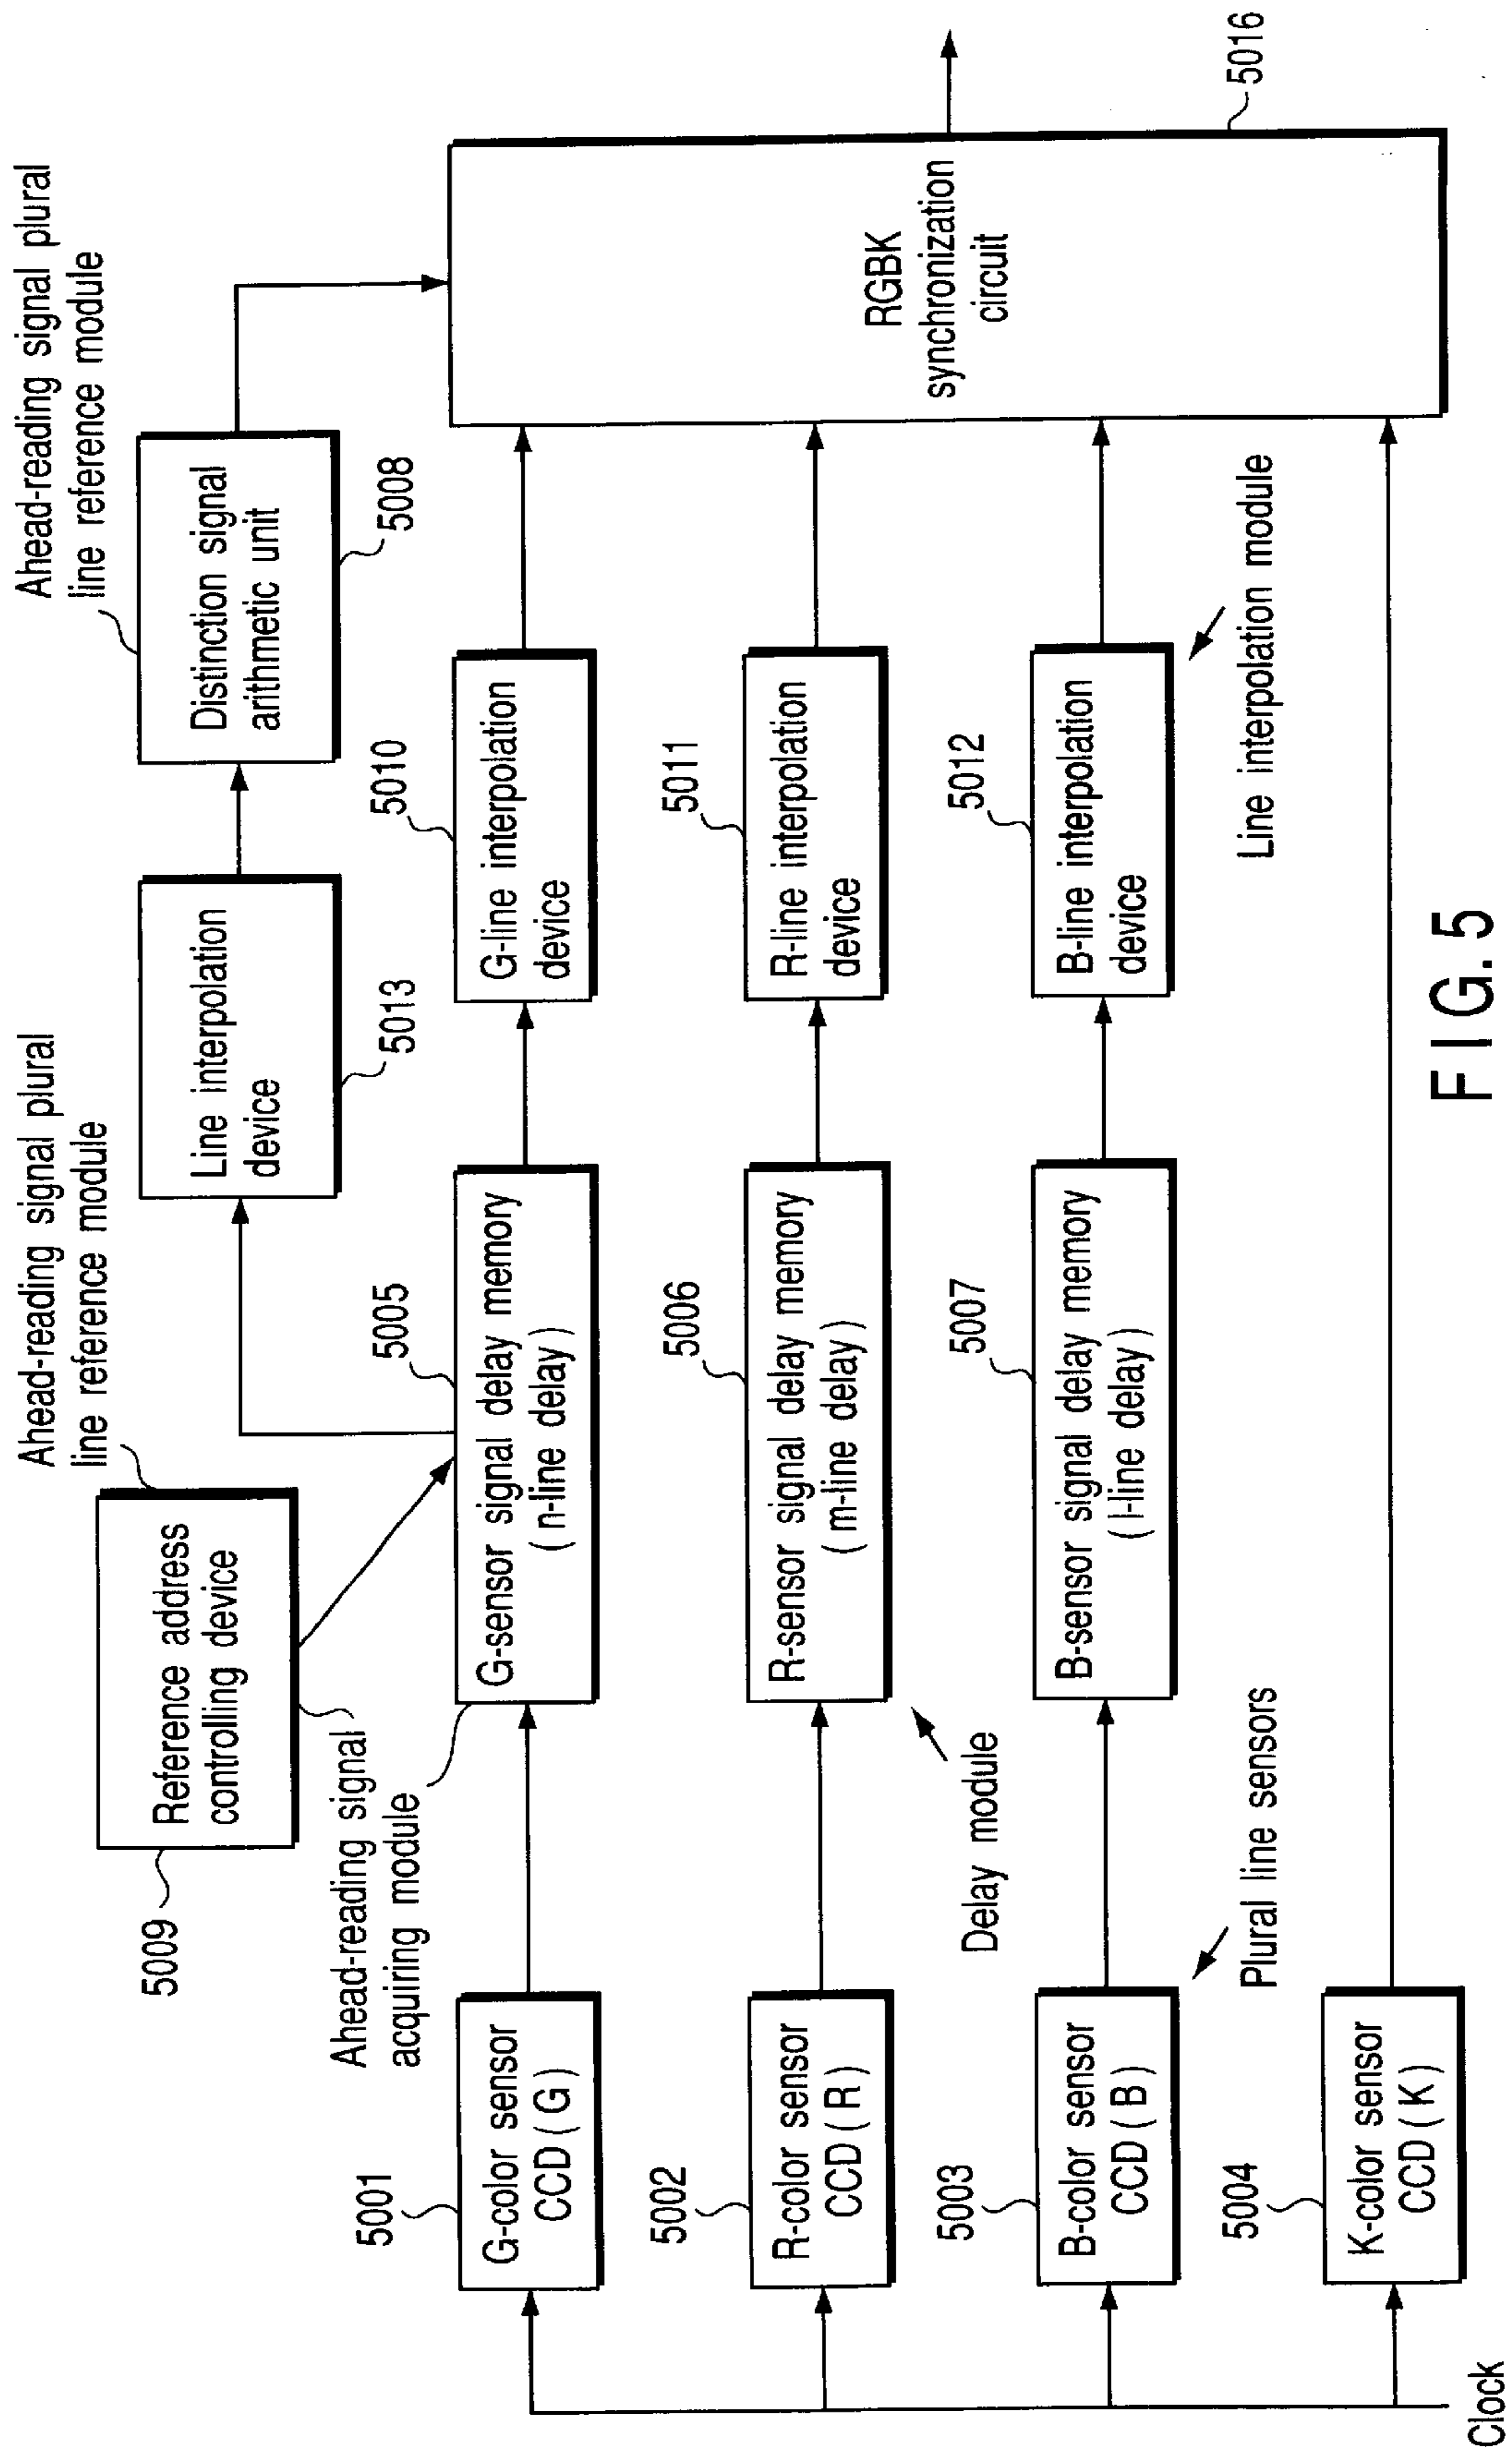 Ahead-reading signal plural
line reference module
Ahead-reading signal plural
line reference module
5009
Reference address
controlling device
Line interpolation
device
5013
Distinction signal
arithmetic unit
5008
Ahead-reading signal
acquiring module
5001
G-color sensor
CCD(G)
5005
G-sensor signal delay memory
(n-line delay)
5010
G-line interpolation
device
5002
R-color sensor
CCD(R)
5006
R-sensor signal delay memory
(m-line delay)
5011
R-line interpolation
device
RGBK
synchronization
circuit
Delay module
5003
B-color sensor
CCD(B)
5007
B-sensor signal delay memory
(l-line delay)
5012
B-line interpolation
device
Plural line sensors
Line interpolation module
5016
5004
K-color sensor
CCD(K)
Clock
FIG. 5